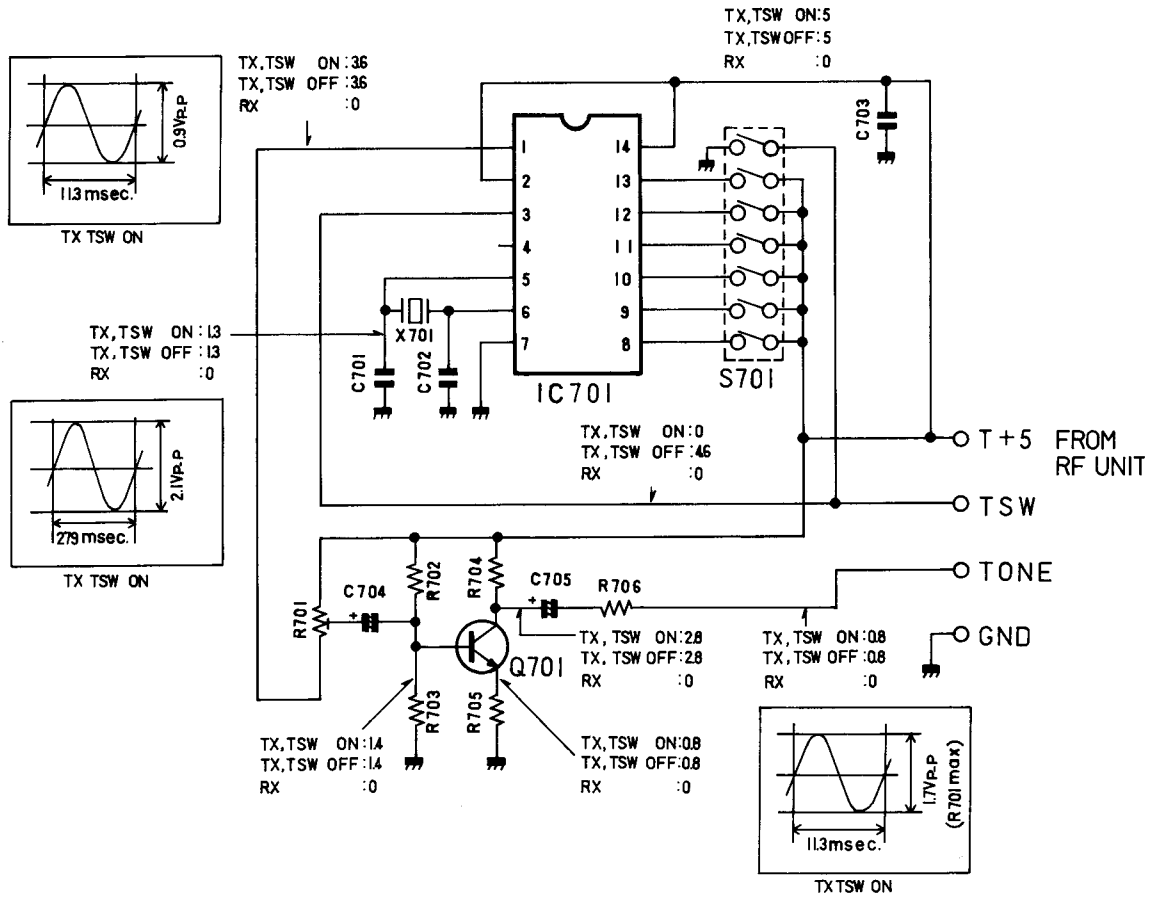 TX,TSW ON:5
TX,TSW OFF:5
RX :0
TX,TSW ON:3.6
TX,TSW OFF:3.6
RX :0
0.9Vp-p
11.3 msec.
TX TSW ON
C703
1
2
3
4
5
6
7
14
13
12
11
10
9
8
IC701
S701
X701
C701
C702
TX,TSW ON:1.3
TX,TSW OFF:1.3
RX :0
2.1Vp-p
279 msec.
TX TSW ON
TX,TSW ON:0
TX,TSW OFF:4.6
RX :0
T+5 FROM
RF UNIT
TSW
TONE
GND
R701
C704
+
R702
R704
C705
+
R706
Q701
R703
R705
TX,TSW ON:2.8
TX,TSW OFF:2.8
RX :0
TX,TSW ON:0.8
TX,TSW OFF:0.8
RX :0
TX,TSW ON:1.4
TX,TSW OFF:1.4
RX :0
TX,TSW ON:0.8
TX,TSW OFF:0.8
RX :0
1.7Vp-p
(R701 max)
11.3msec.
TX TSW ON